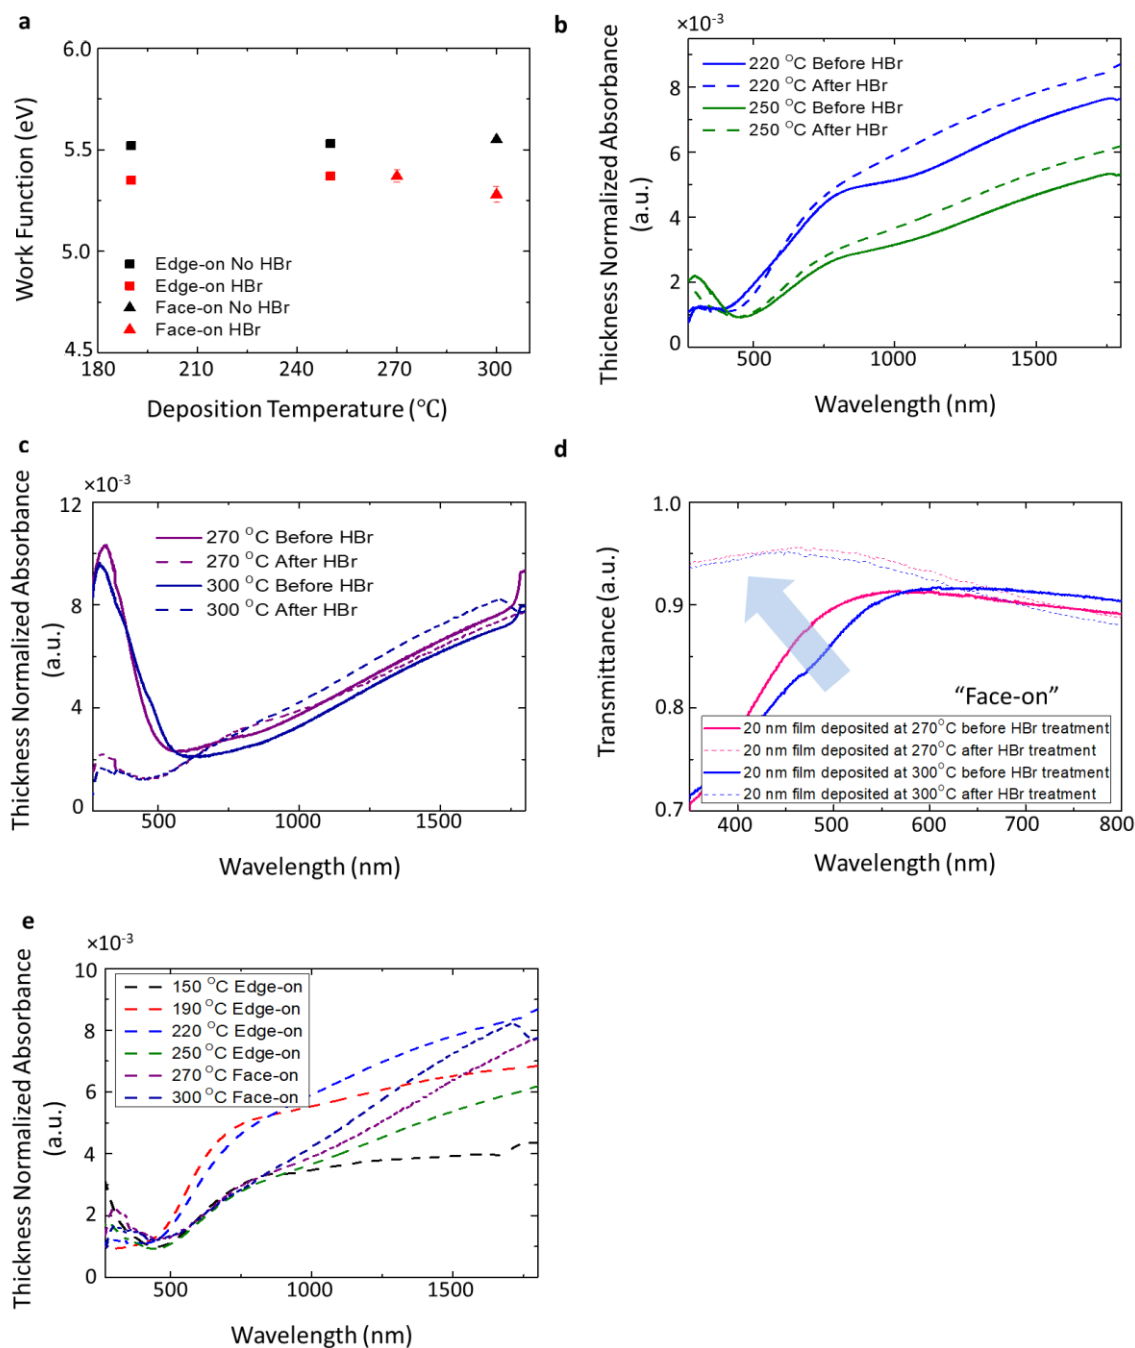 a
6.0
5.5
5.0
4.5
Work Function (eV)
Edge-on No HBr
Edge-on HBr
Face-on No HBr
Face-on HBr
180 210 240 270 300
Deposition Temperature (℃)
b
×10⁻³
8
6
4
2
0
Thickness Normalized Absorbance
(a.u.)
220 °C Before HBr
220 °C After HBr
250 °C Before HBr
250 °C After HBr
500 1000 1500
Wavelength (nm)
c
×10⁻³
12
8
4
0
Thickness Normalized Absorbance
(a.u.)
270 °C Before HBr
270 °C After HBr
300 °C Before HBr
300 °C After HBr
500 1000 1500
Wavelength (nm)
d
1.0
0.9
0.8
0.7
Transmittance (a.u.)
"Face-on"
20 nm film deposited at 270°C before HBr treatment
20 nm film deposited at 270°C after HBr treatment
20 nm film deposited at 300°C before HBr treatment
20 nm film deposited at 300°C after HBr treatment
400 500 600 700 800
Wavelength (nm)
e
×10⁻³
10
8
6
4
2
0
Thickness Normalized Absorbance
(a.u.)
150 °C Edge-on
190 °C Edge-on
220 °C Edge-on
250 °C Edge-on
270 °C Face-on
300 °C Face-on
500 1000 1500
Wavelength (nm)